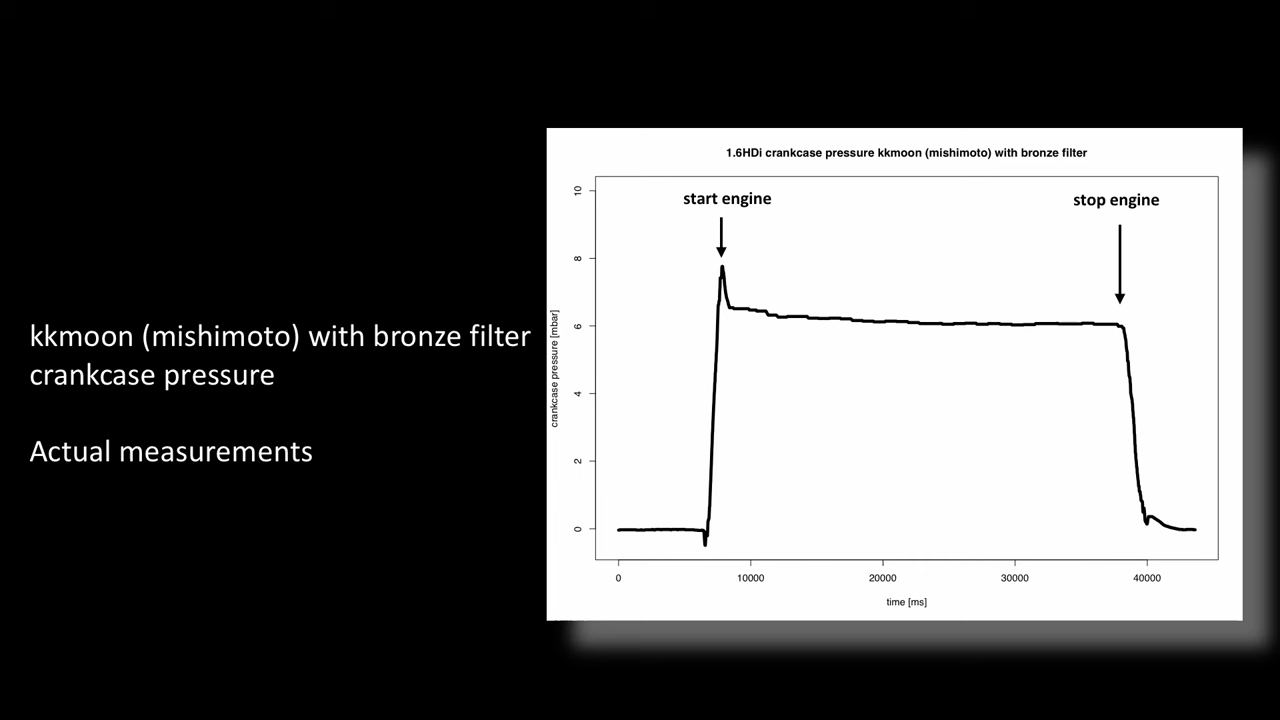 kkmoon (mishimoto) with bronze filter
crankcase pressure
Actual measurements
1.6HDi crankcase pressure kkmoon (mishimoto) with bronze filter
start engine
stop engine
crankcase pressure [mbar]
10
8
6
4
2
0
0 10000 20000 30000 40000
time [ms]